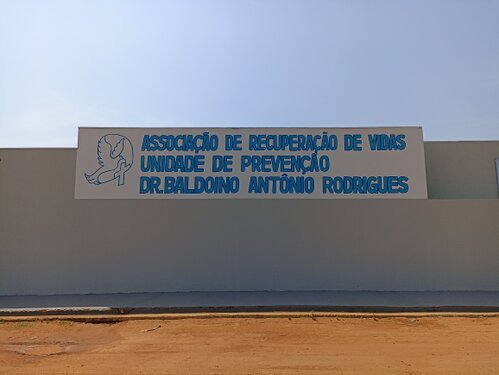 ASSOCIAÇÃO DE RECUPERAÇÃO DE VIDAS
UNIDADE DE PREVENÇÃO
DR.BALDOINO ANTÔNIO RODRIGUES